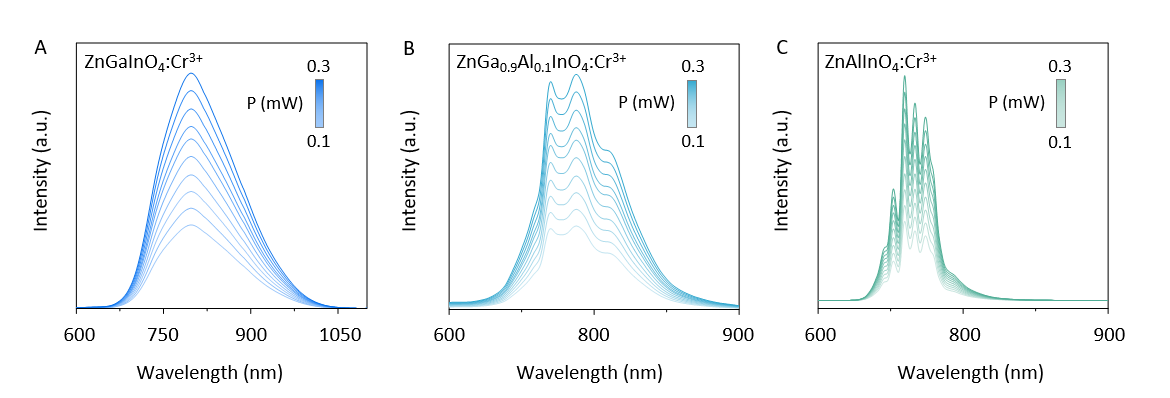 A
ZnGaInO₄:Cr³⁺
0.3
P (mW)
0.1
Intensity (a.u.)
600
750
900
1050
Wavelength (nm)
B
ZnGa₀.₉Al₀.₁InO₄:Cr³⁺
0.3
P (mW)
0.1
Intensity (a.u.)
600
800
900
Wavelength (nm)
C
ZnAlInO₄:Cr³⁺
0.3
P (mW)
0.1
Intensity (a.u.)
600
800
900
Wavelength (nm)